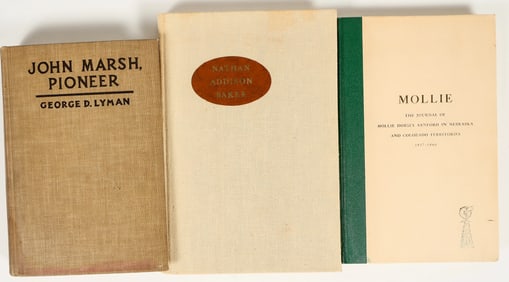 JOHN MARSH,
PIONEER
GEORGE D. LYMAN
NATHAN
ADDISON
BAKER
MOLLIE
THE JOURNAL OF
MOLLIE DORSEY SANFORD IN NEBRASKA
AND COLORADO TERRITORIES
1857-1866